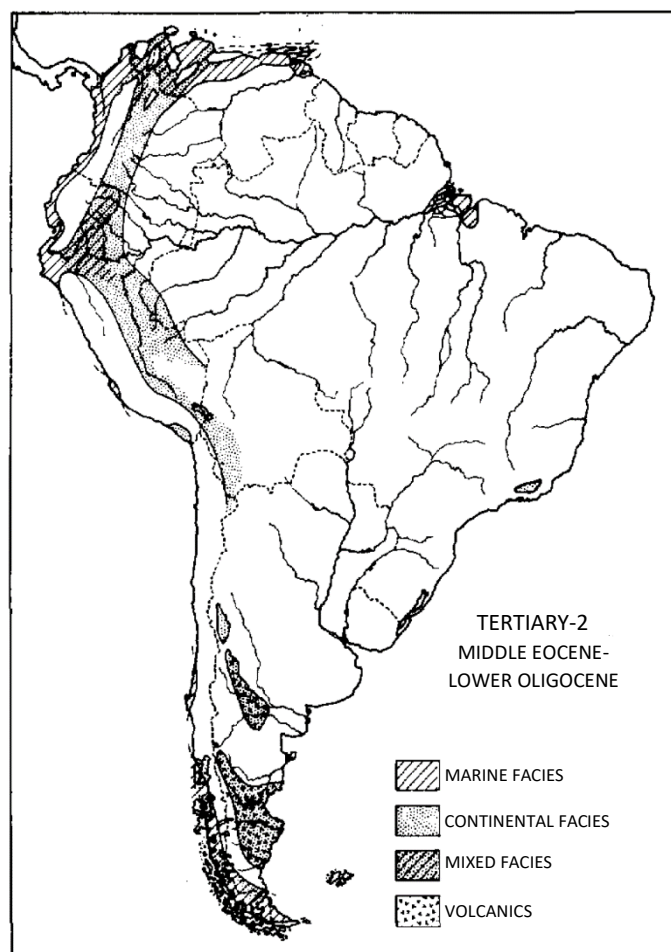 TERTIARY-2
MIDDLE EOCENE-
LOWER OLIGOCENE
MARINE FACIES
CONTINENTAL FACIES
MIXED FACIES
VOLCANICS